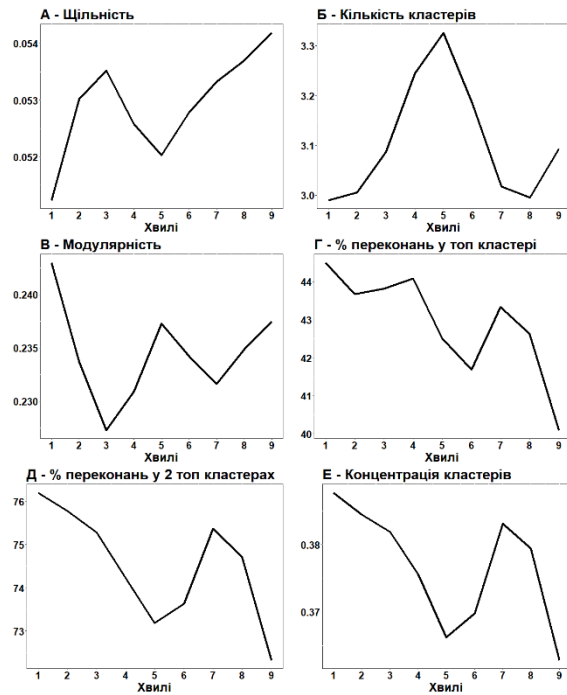 А - Щільність
0.054
0.053
0.052
1 2 3 4 5 6 7 8 9
Хвилі
Б - Кількість кластерів
3.3
3.2
3.1
3.0
1 2 3 4 5 6 7 8 9
Хвилі
В - Модулярність
0.240
0.235
0.230
1 2 3 4 5 6 7 8 9
Хвилі
Г - % переконань у топ кластері
44
43
42
41
40
1 2 3 4 5 6 7 8 9
Хвилі
Д - % переконань у 2 топ кластерах
76
75
74
73
1 2 3 4 5 6 7 8 9
Хвилі
Е - Концентрація кластерів
0.38
0.37
1 2 3 4 5 6 7 8 9
Хвилі